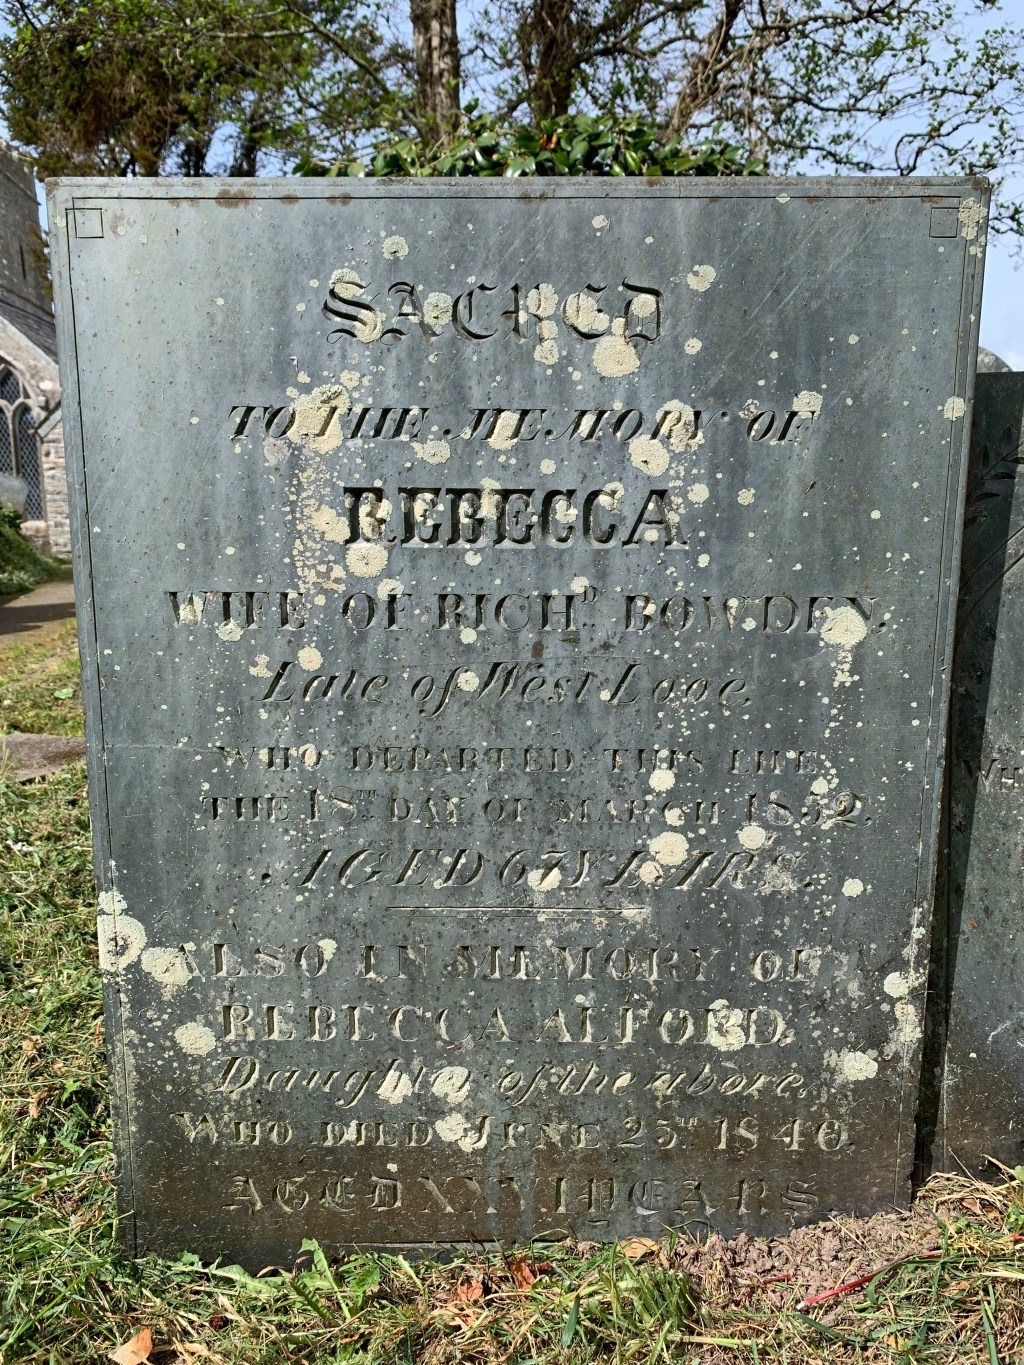 SACRED
TO THE MEMORY OF
REBECCA
WIFE OF RICHᴰ. BOWDEN.
Late of West Looe,
WHO DEPARTED THIS LIFE
THE 18ᵀᴴ DAY OF MARCH 1852.
AGED 67 YEARS.
ALSO IN MEMORY OF
REBECCA ALFORD,
Daughter of the above,
WHO DIED JUNE 25ᵀᴴ 1840.
AGED XXVI YEARS.
WH